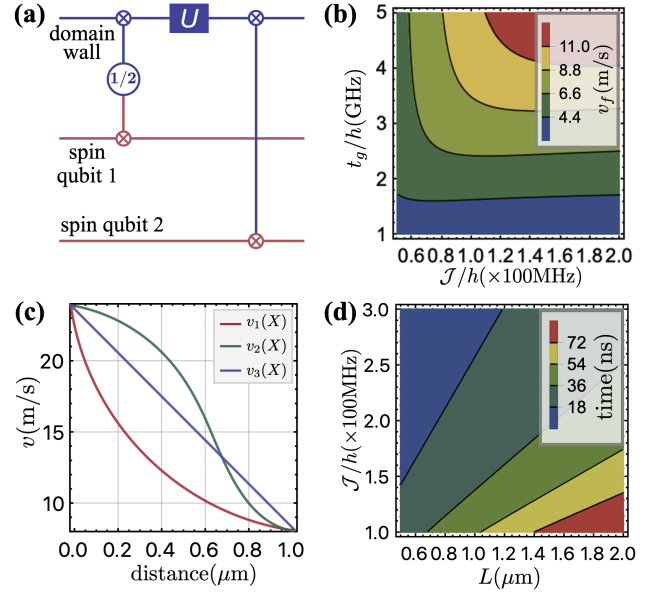 (a)
domain
wall
U
1/2
spin
qubit 1
spin qubit 2
(b)
5
4
3
2
1
t_g/h(GHz)
0.6 0.8 1.0 1.2 1.4 1.6 1.8 2.0
𝒥/h(×100MHz)
11.0
8.8
6.6
4.4
v_f(m/s)
(c)
v₁(X)
v₂(X)
v₃(X)
20
15
10
v(m/s)
0.0 0.2 0.4 0.6 0.8 1.0
distance(μm)
(d)
3.0
2.5
2.0
1.5
1.0
𝒥/h(×100MHz)
0.6 0.8 1.0 1.2 1.4 1.6 1.8 2.0
L(μm)
72
54
36
18
time(ns)